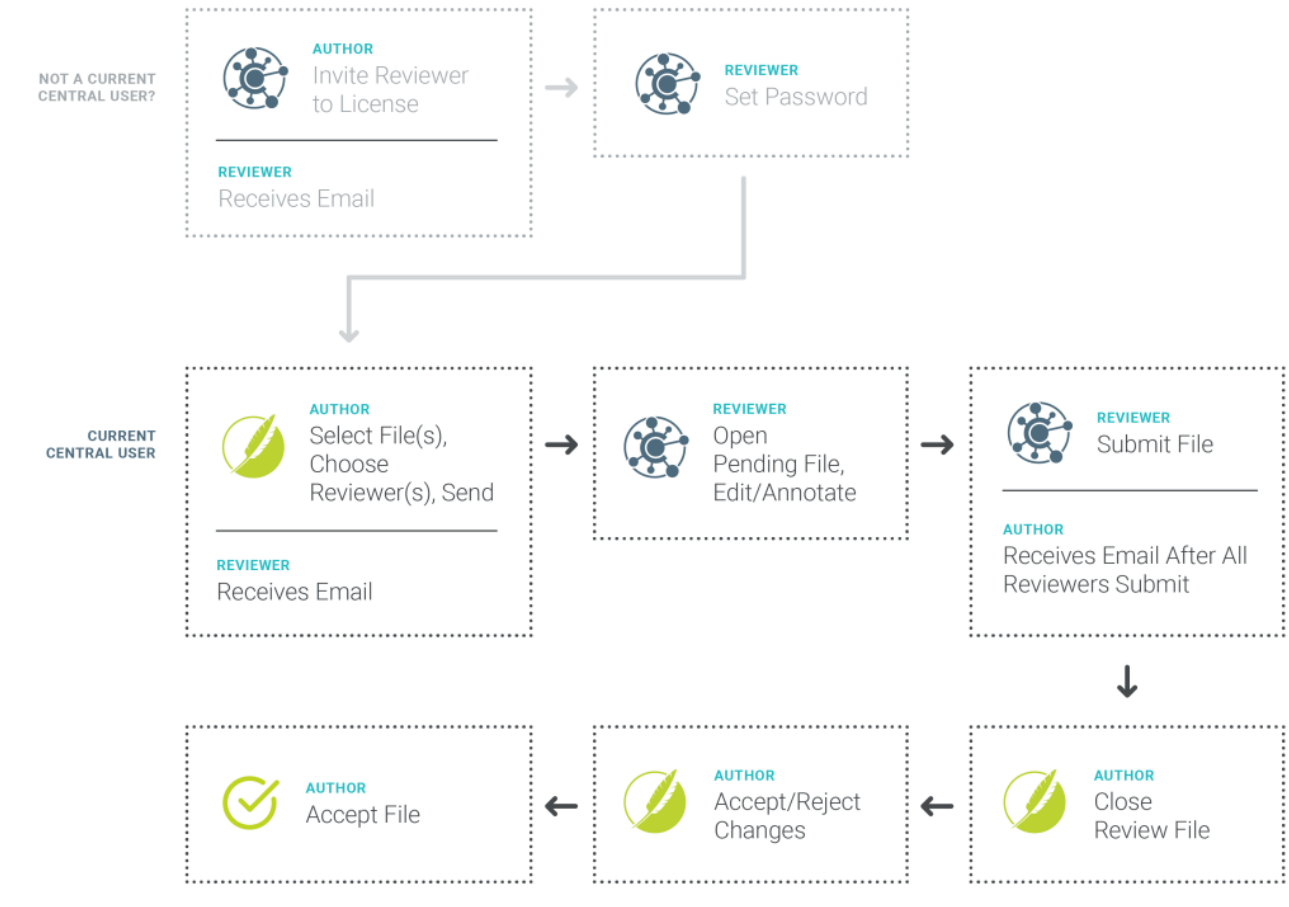 NOT A CURRENT
CENTRAL USER?
AUTHOR
Invite Reviewer
to License
REVIEWER
Receives Email
REVIEWER
Set Password
CURRENT
CENTRAL USER
AUTHOR
Select File(s),
Choose
Reviewer(s), Send
REVIEWER
Receives Email
REVIEWER
Open
Pending File,
Edit/Annotate
REVIEWER
Submit File
AUTHOR
Receives Email After All
Reviewers Submit
AUTHOR
Close
Review File
AUTHOR
Accept/Reject
Changes
AUTHOR
Accept File